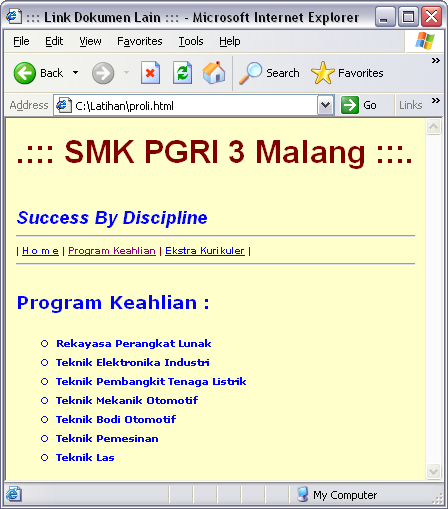 ::: Link Dokumen Lain ::: - Microsoft Internet Explorer
File Edit View Favorites Tools Help
Back Search Favorites
Address C:\Latihan\proli.html Go Links
.::: SMK PGRI 3 Malang :::.
Success By Discipline
| H o m e | Program Keahlian | Ekstra Kurikuler |
Program Keahlian :
Rekayasa Perangkat Lunak
Teknik Elektronika Industri
Teknik Pembangkit Tenaga Listrik
Teknik Mekanik Otomotif
Teknik Bodi Otomotif
Teknik Pemesinan
Teknik Las
My Computer